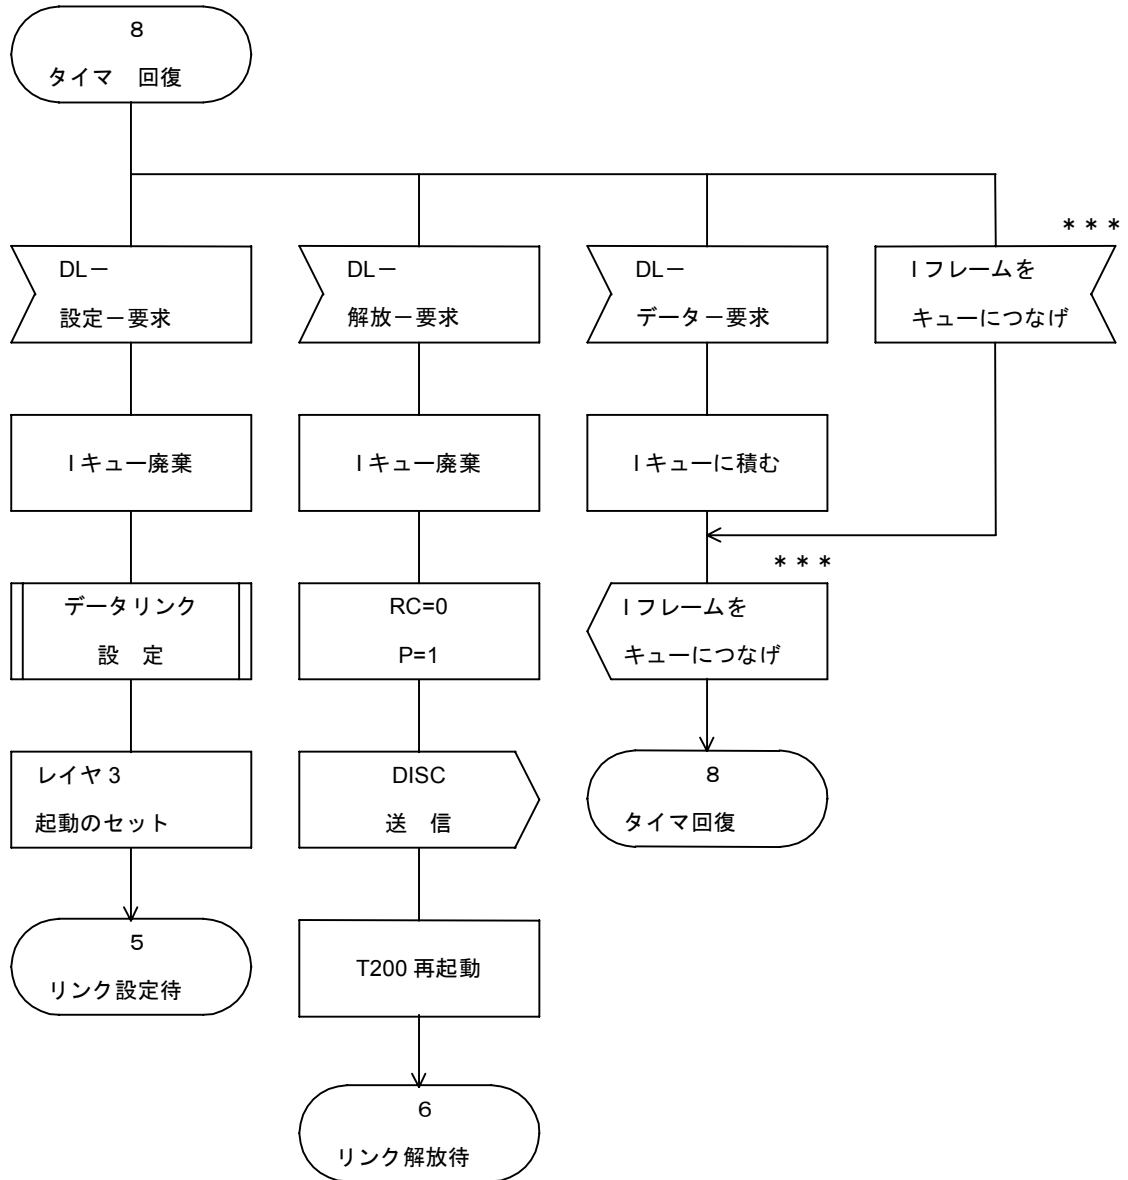 8
タイマ　回復
＊＊＊
DL－
設定－要求
DL－
解放－要求
DL－
データ－要求
I フレームを
キューにつなげ
I キュー廃棄
I キュー廃棄
I キューに積む
＊＊＊
データリンク
設　定
RC=0
P=1
I フレームを
キューにつなげ
レイヤ 3
起動のセット
DISC
送　信
8
タイマ回復
5
リンク設定待
T200 再起動
6
リンク解放待